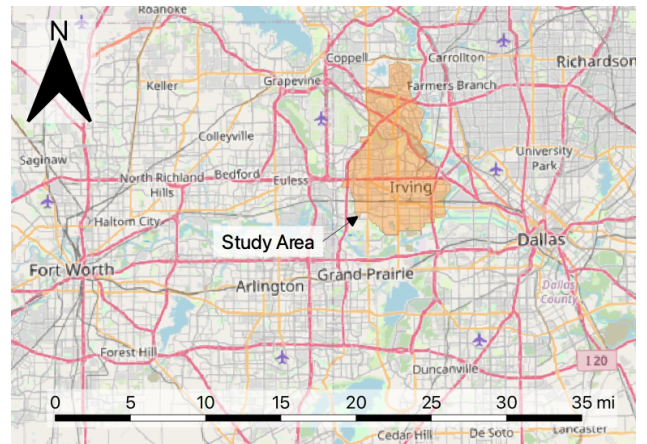 Roanoke
N
Coppell
Carrollton
Richardson
Keller
Grapevine
Farmers Branch
Colleyville
Saginaw
University
Park
North Richland
Hills
Bedford
Euless
Irving
Haltom City
Study Area
Dallas
Fort Worth
Grand Prairie
Arlington
Dallas
County
Forest Hill
I 20
Duncanville
0 5 10 15 20 25 30 35 mi
Cedar Hill
De Soto
Lancaster